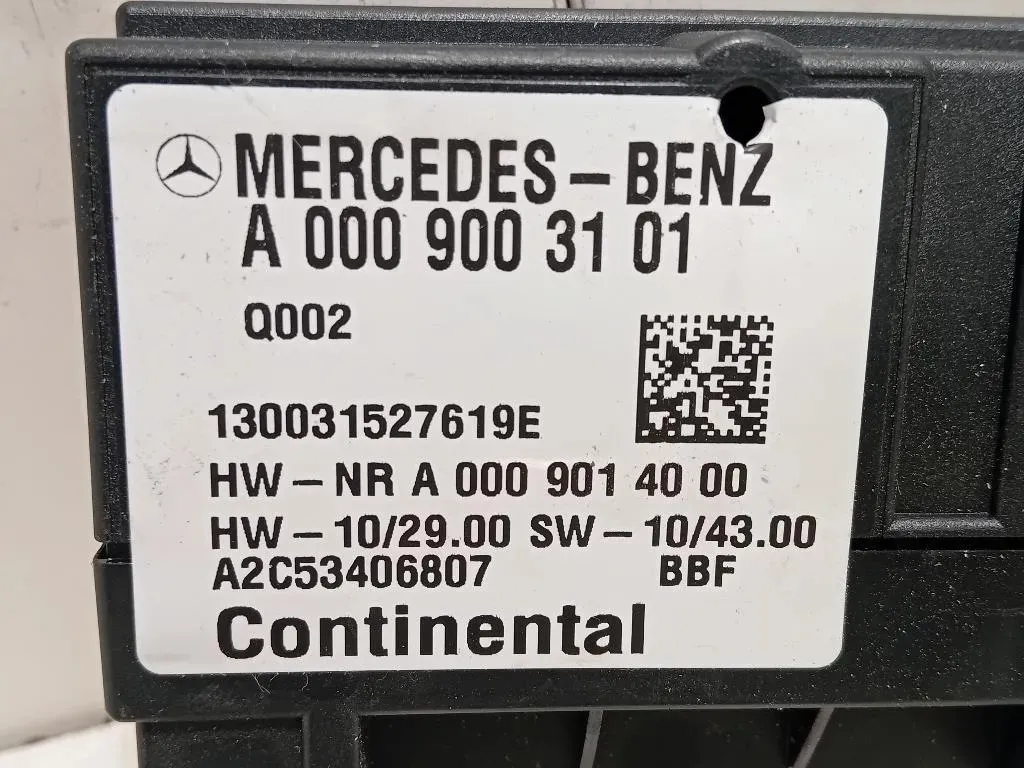 MERCEDES-BENZ
A 000 900 31 01
Q002
130031527619E
HW-NR A 000 901 40 00
HW-10/29.00 SW-10/43.00
A2C53406807 BBF
Continental